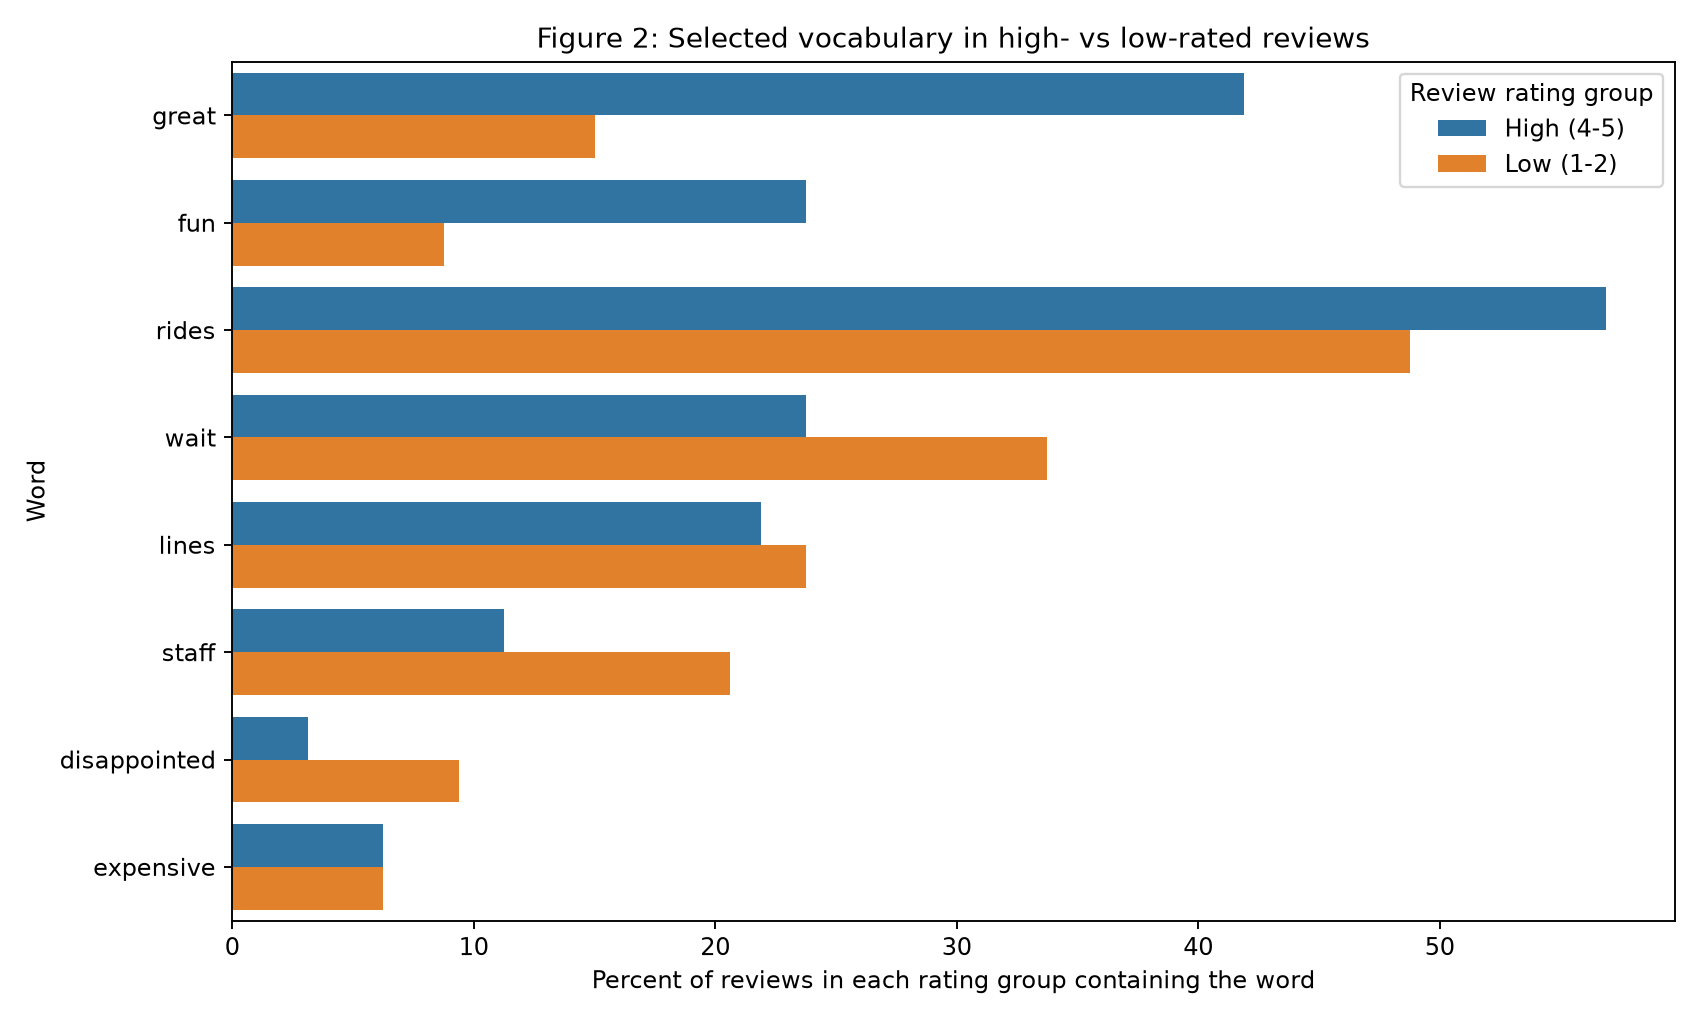 Figure 2: Selected vocabulary in high- vs low-rated reviews
Review rating group
High (4-5)
Low (1-2)
Word
great
fun
rides
wait
lines
staff
disappointed
expensive
0 10 20 30 40 50
Percent of reviews in each rating group containing the word